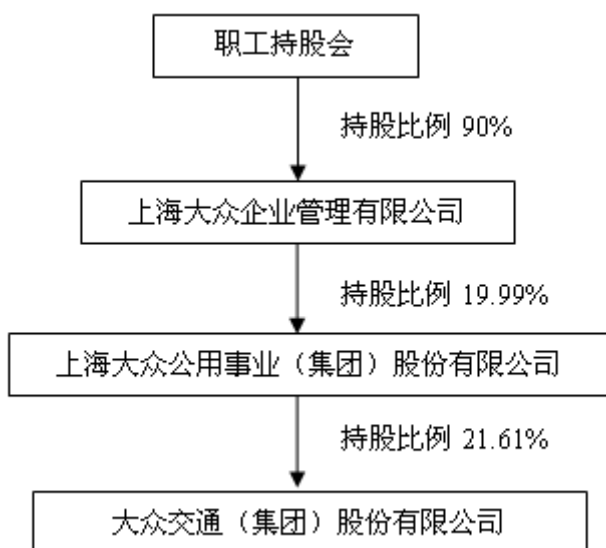 职工持股会
持股比例 90%
上海大众企业管理有限公司
持股比例 19.99%
上海大众公用事业（集团）股份有限公司
持股比例 21.61%
大众交通（集团）股份有限公司